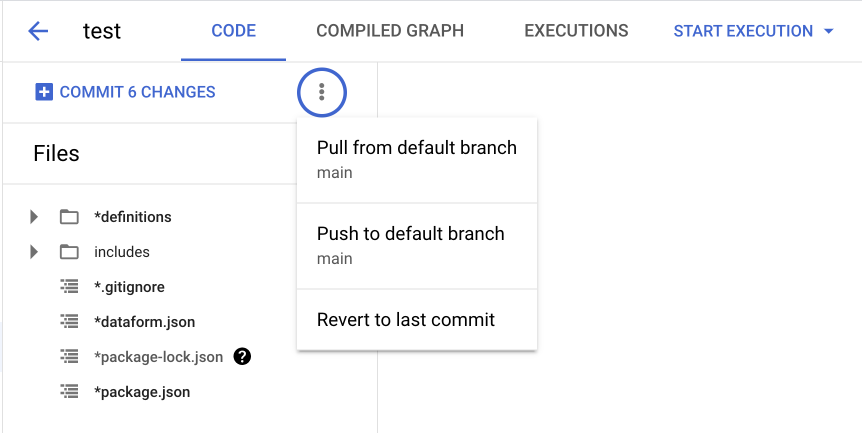 test
CODE
COMPILED GRAPH
EXECUTIONS
START EXECUTION
COMMIT 6 CHANGES
Pull from default branch
main
Push to default branch
main
Revert to last commit
Files
*definitions
includes
*.gitignore
*dataform.json
*package-lock.json ?
*package.json